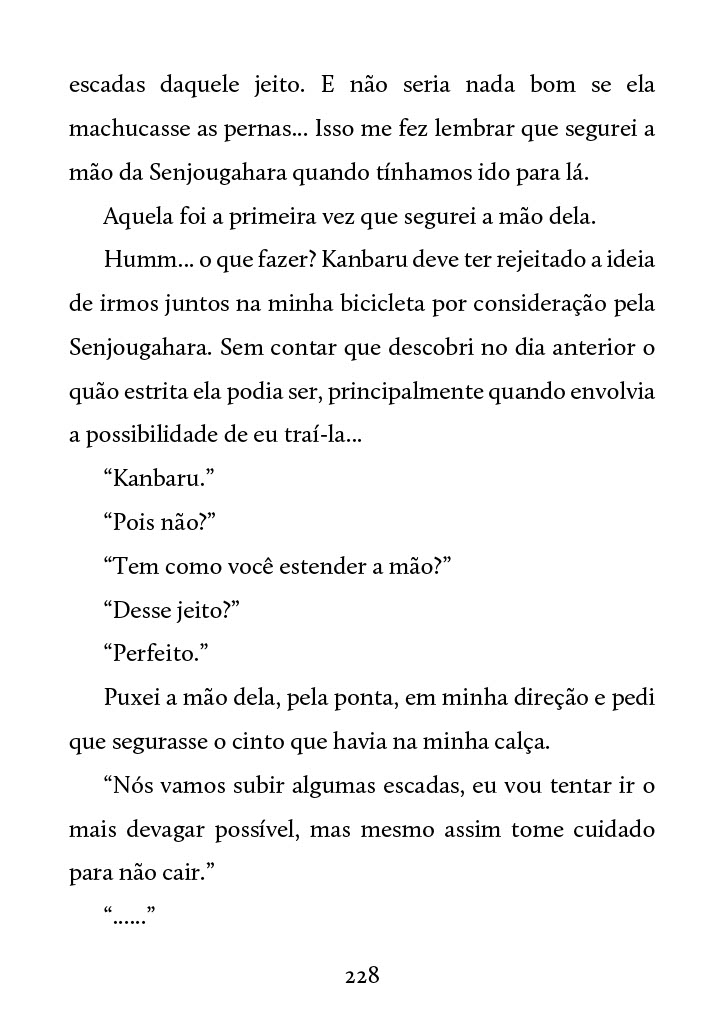 escadas daquele jeito. E não seria nada bom se ela
machucasse as pernas... Isso me fez lembrar que segurei a
mão da Senjougahara quando tínhamos ido para lá.
Aquela foi a primeira vez que segurei a mão dela.
Humm... o que fazer? Kanbaru deve ter rejeitado a ideia
de irmos juntos na minha bicicleta por consideração pela
Senjougahara. Sem contar que descobri no dia anterior o
quão estrita ela podia ser, principalmente quando envolvia
a possibilidade de eu traí-la...
“Kanbaru.”
“Pois não?”
“Tem como você estender a mão?”
“Desse jeito?”
“Perfeito.”
Puxei a mão dela, pela ponta, em minha direção e pedi
que segurasse o cinto que havia na minha calça.
“Nós vamos subir algumas escadas, eu vou tentar ir o
mais devagar possível, mas mesmo assim tome cuidado
para não cair.”
“......”
228